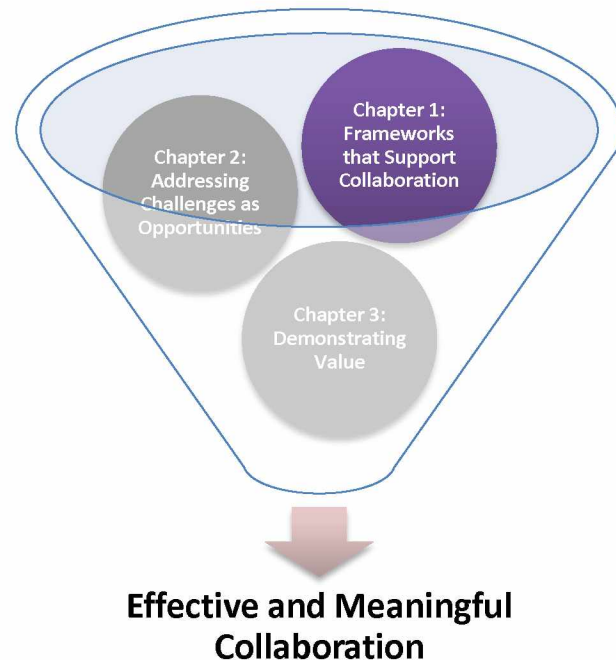 Chapter 1:
Frameworks
that Support
Collaboration
Chapter 2:
Addressing
Challenges as
Opportunities
Chapter 3:
Demonstrating
Value
Effective and Meaningful
Collaboration